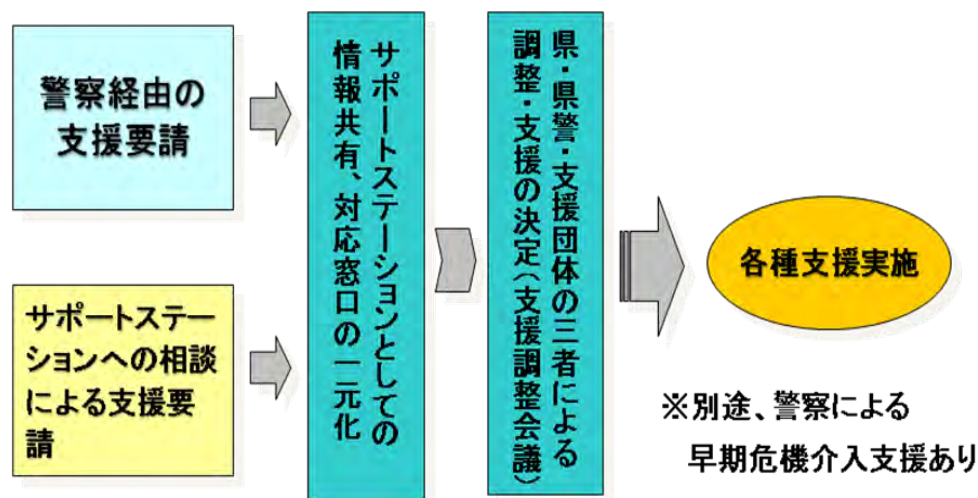 警察経由の
支援要請
サポートステー
ションへの相談
による支援要
請
サポートステーションとしての
情報共有、対応窓口の一元化
県・県警・支援団体の三者による
調整・支援の決定(支援調整会議)
各種支援実施
※別途、警察による
早期危機介入支援あり